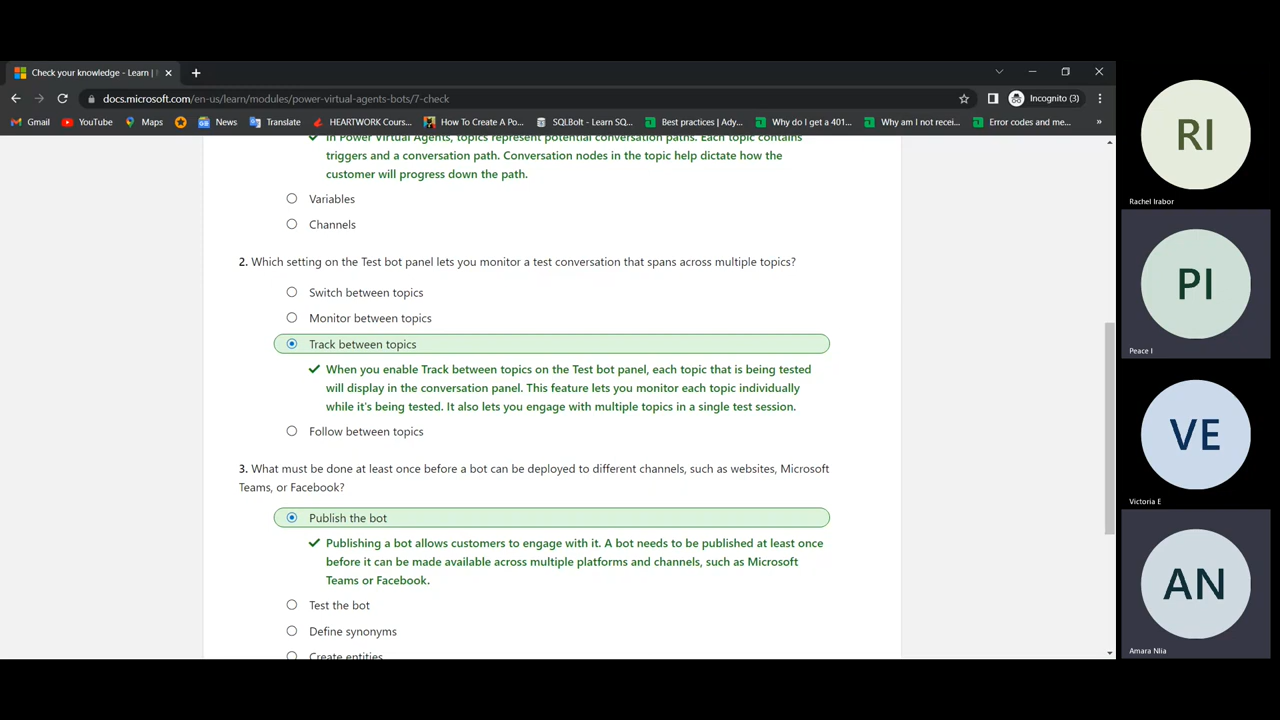 Check your knowledge - Learn |
docs.microsoft.com/en-us/learn/modules/power-virtual-agents-bots/7-check
Incognito (3)
Gmail
YouTube
Maps
News
Translate
HEARTWORK Cours...
How To Create A Po...
SQLBolt - Learn SQ...
Best practices | Ady...
Why do I get a 401...
Why am I not recei...
Error codes and me...
»
In Power Virtual Agents, topics represent potential conversation paths. Each topic contains
triggers and a conversation path. Conversation nodes in the topic help dictate how the
customer will progress down the path.
Variables
Channels
2. Which setting on the Test bot panel lets you monitor a test conversation that spans across multiple topics?
Switch between topics
Monitor between topics
Track between topics
When you enable Track between topics on the Test bot panel, each topic that is being tested
will display in the conversation panel. This feature lets you monitor each topic individually
while it's being tested. It also lets you engage with multiple topics in a single test session.
Follow between topics
3. What must be done at least once before a bot can be deployed to different channels, such as websites, Microsoft
Teams, or Facebook?
Publish the bot
Publishing a bot allows customers to engage with it. A bot needs to be published at least once
before it can be made available across multiple platforms and channels, such as Microsoft
Teams or Facebook.
Test the bot
Define synonyms
Create entities
RI
Rachel Irabor
PI
Peace I
VE
Victoria E
AN
Amara Nlia